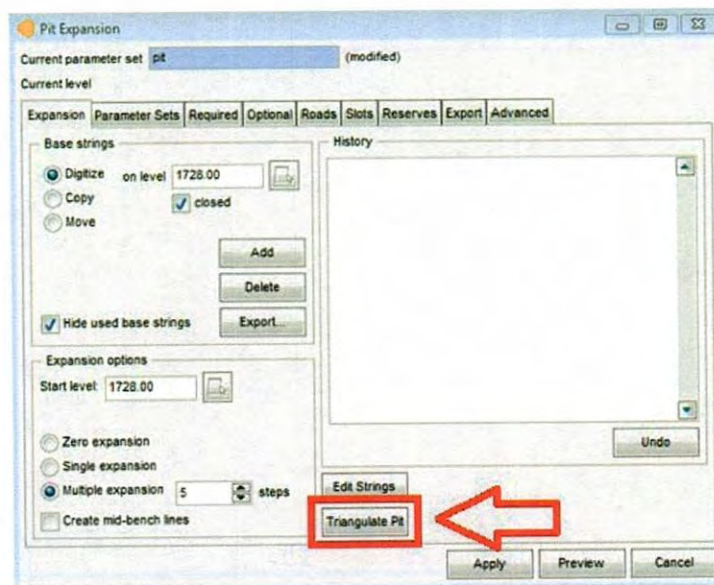 Pit Expansion
Current parameter set pit (modified)
Current level
Expansion Parameter Sets Required Optional Roads Slots Reserves Export Advanced
Base strings
Digitize on level 1728.00
Copy closed
Move
Add
Delete
Hide used base strings Export...
Expansion options
Start level: 1728.00
Zero expansion
Single expansion
Multiple expansion 5 steps
Create mid-bench lines
History
Undo
Edit Strings
Triangulate Pit
Apply Preview Cancel